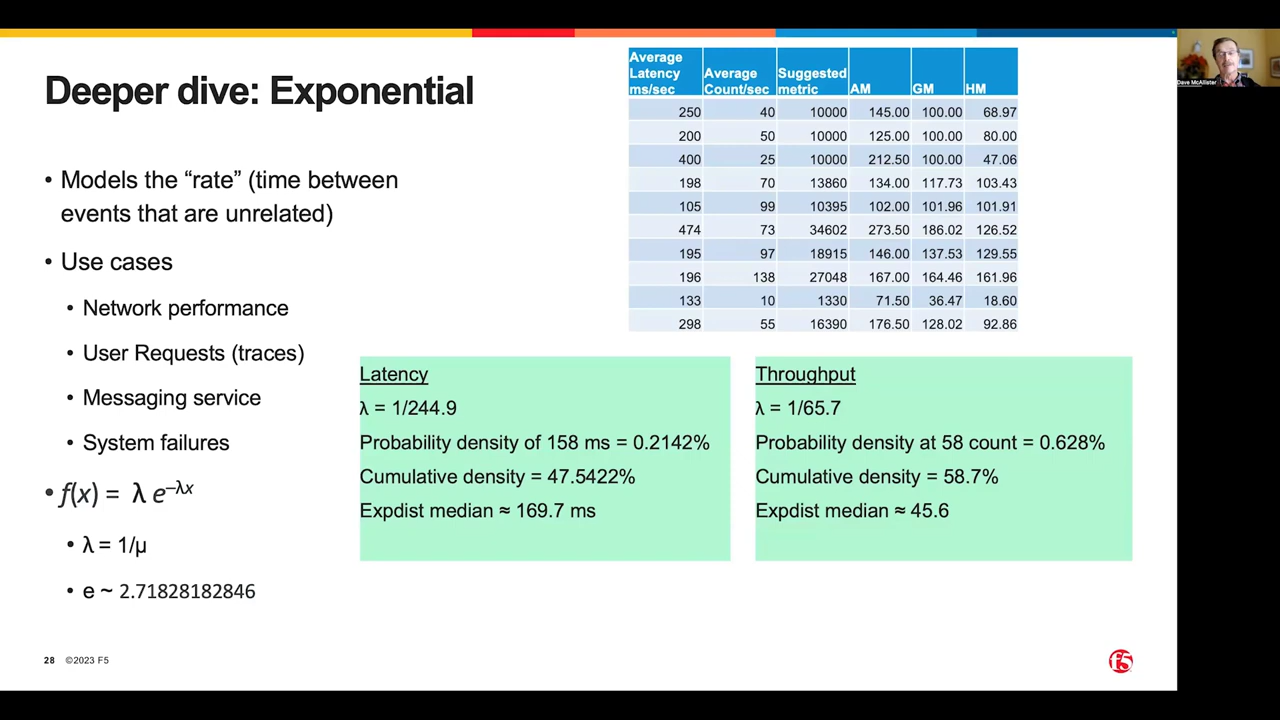 Deeper dive: Exponential
• Models the “rate” (time between
events that are unrelated)
• Use cases
• Network performance
• User Requests (traces)
• Messaging service
• System failures
• f(x) = λ e–λx
• λ = 1/µ
• e ~ 2.71828182846
Average Latency ms/sec Average Count/sec Suggested metric AM GM HM
250 40 10000 145.00 100.00 68.97
200 50 10000 125.00 100.00 80.00
400 25 10000 212.50 100.00 47.06
198 70 13860 134.00 117.73 103.43
105 99 10395 102.00 101.96 101.91
474 73 34602 273.50 186.02 126.52
195 97 18915 146.00 137.53 129.55
196 138 27048 167.00 164.46 161.96
133 10 1330 71.50 36.47 18.60
298 55 16390 176.50 128.02 92.86
Latency
λ = 1/244.9
Probability density of 158 ms = 0.2142%
Cumulative density = 47.5422%
Expdist median ≈ 169.7 ms
Throughput
λ = 1/65.7
Probability density at 58 count = 0.628%
Cumulative density = 58.7%
Expdist median ≈ 45.6
28 ©2023 F5
f5
Dave McAllister